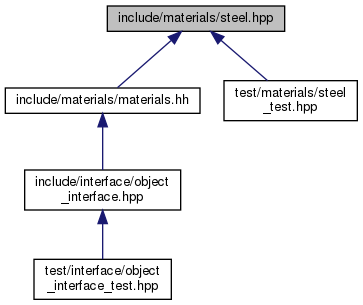 include/materials/steel.hpp
include/materials/materials.hh
test/materials/steel
_test.hpp
include/interface/object
_interface.hpp
test/interface/object
_interface_test.hpp